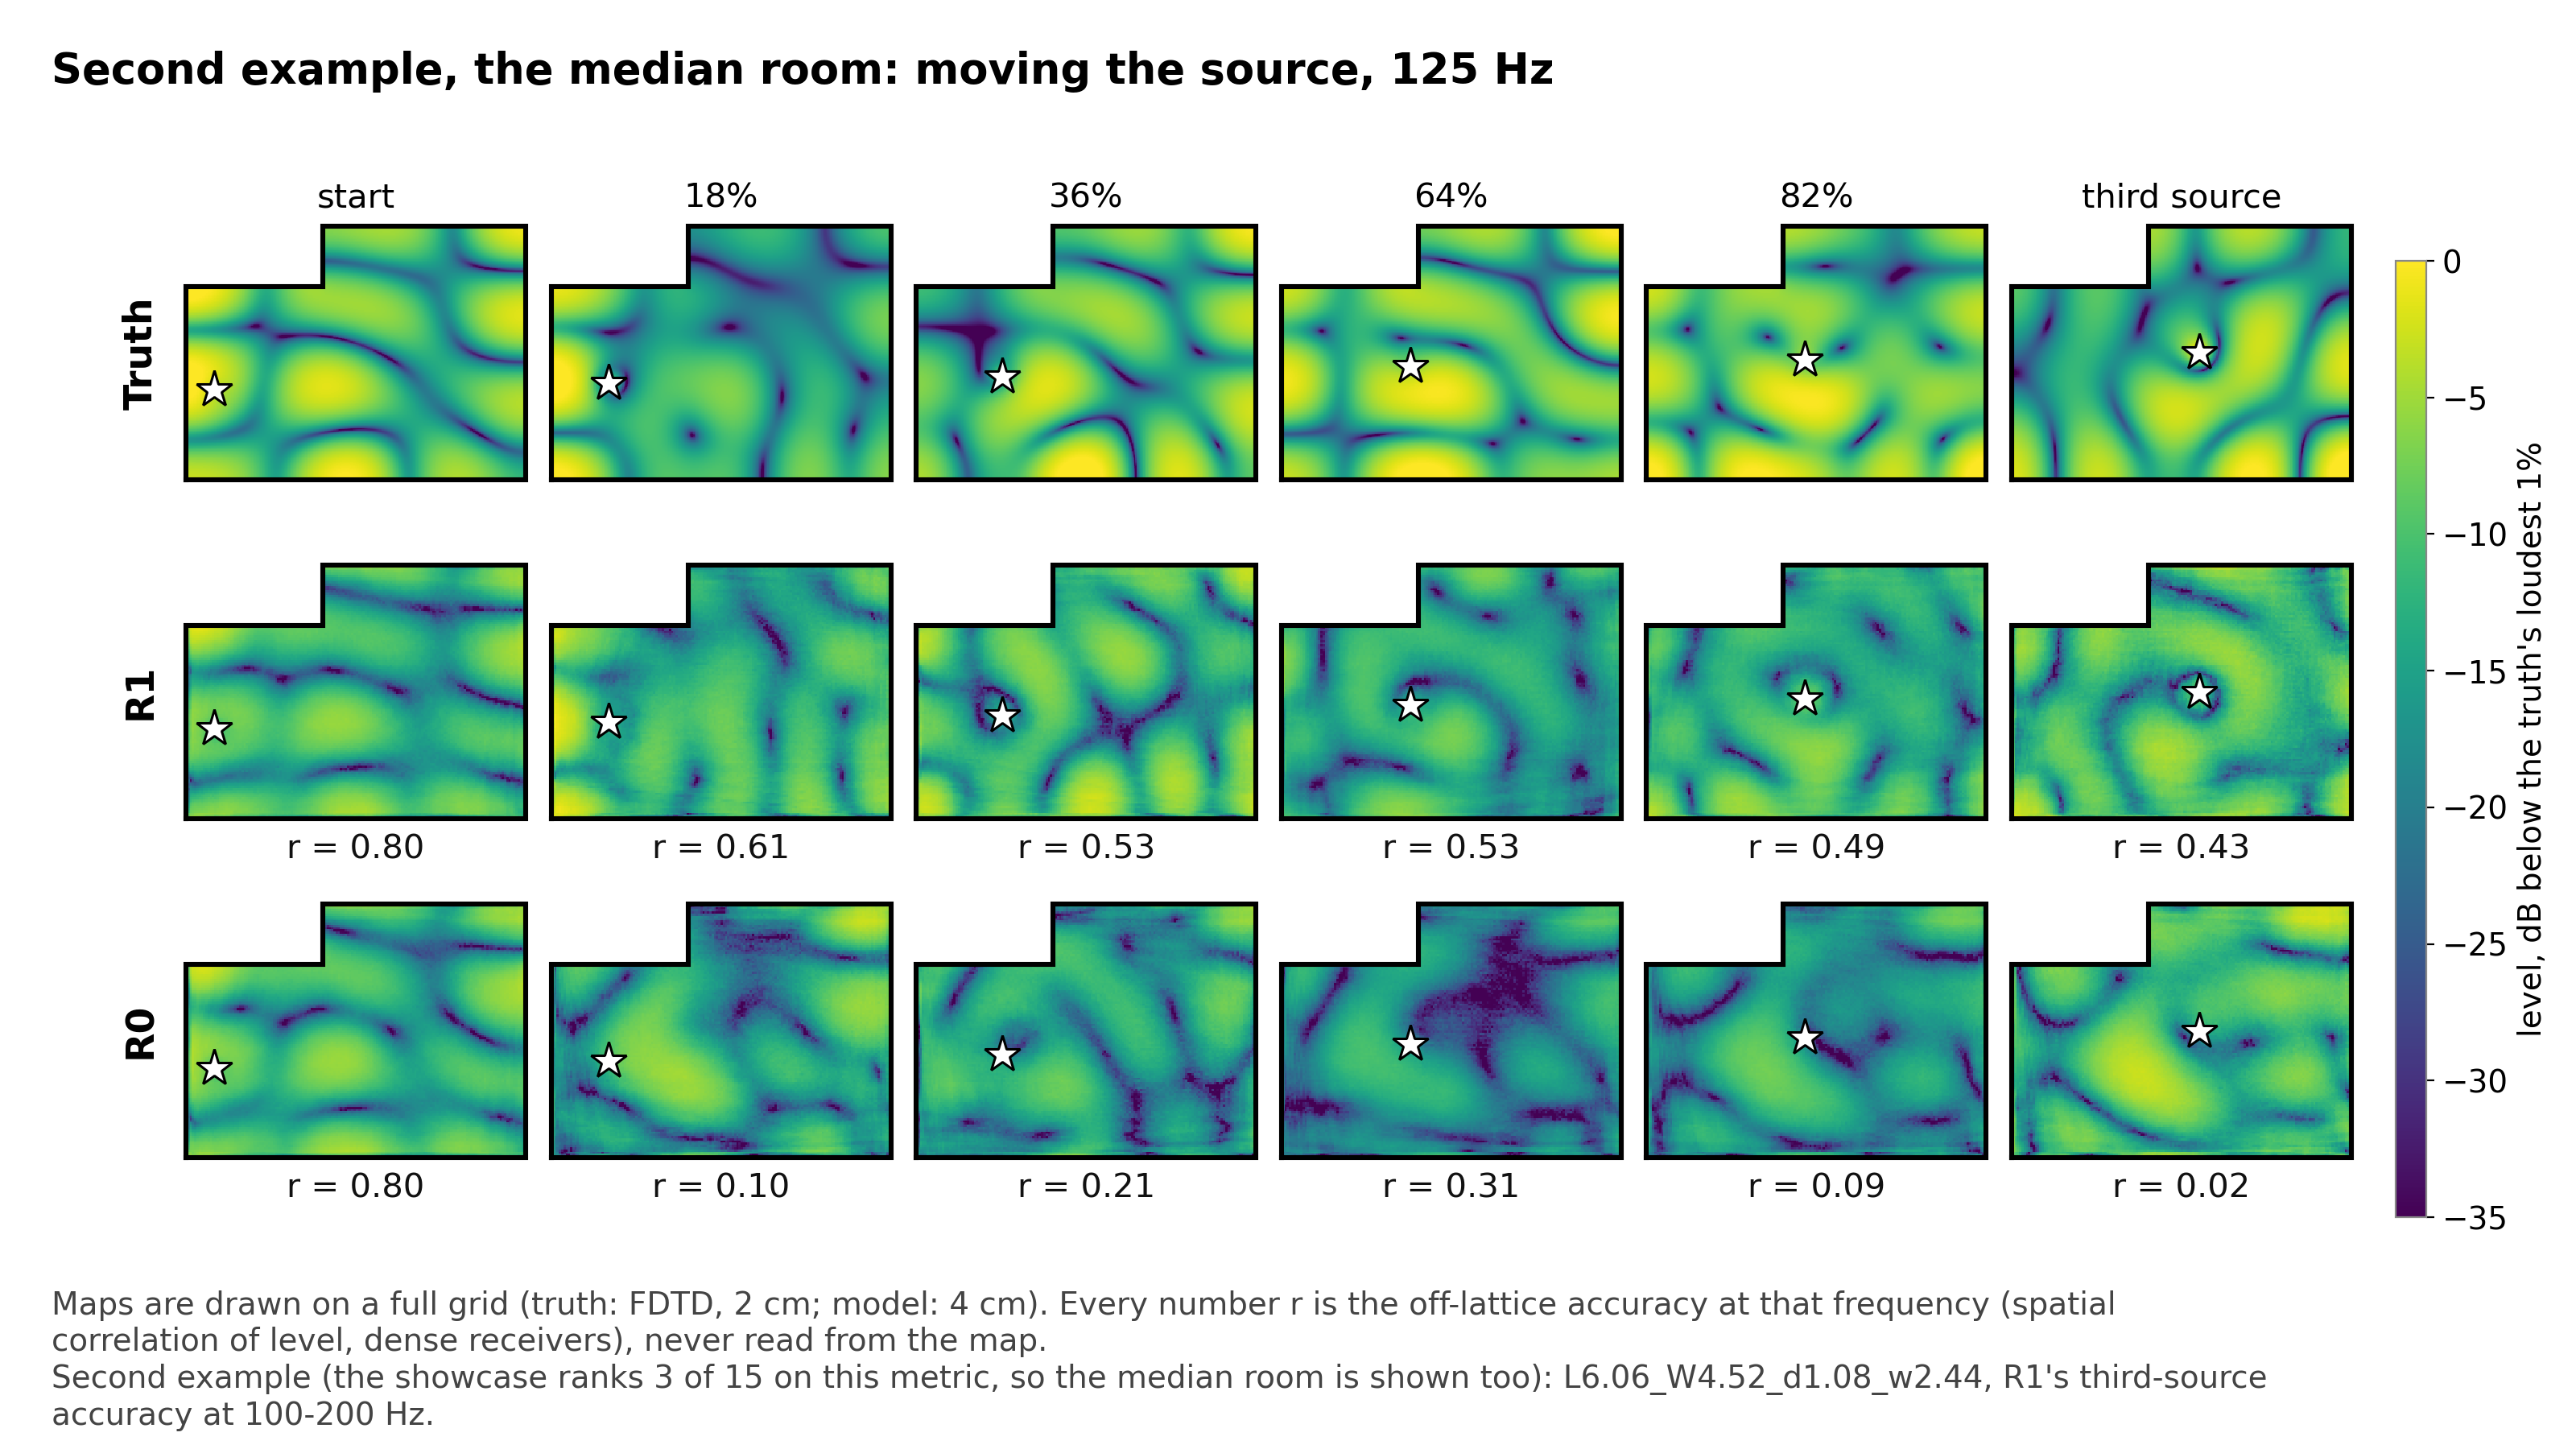 Second example, the median room: moving the source, 125 Hz
start 18% 36% 64% 82% third source
Truth
R1
r = 0.80 r = 0.61 r = 0.53 r = 0.53 r = 0.49 r = 0.43
R0
r = 0.80 r = 0.10 r = 0.21 r = 0.31 r = 0.09 r = 0.02
0
−5
−10
−15
−20
−25
−30
−35
level, dB below the truth's loudest 1%
Maps are drawn on a full grid (truth: FDTD, 2 cm; model: 4 cm). Every number r is the off-lattice accuracy at that frequency (spatial
correlation of level, dense receivers), never read from the map.
Second example (the showcase ranks 3 of 15 on this metric, so the median room is shown too): L6.06_W4.52_d1.08_w2.44, R1's third-source
accuracy at 100-200 Hz.